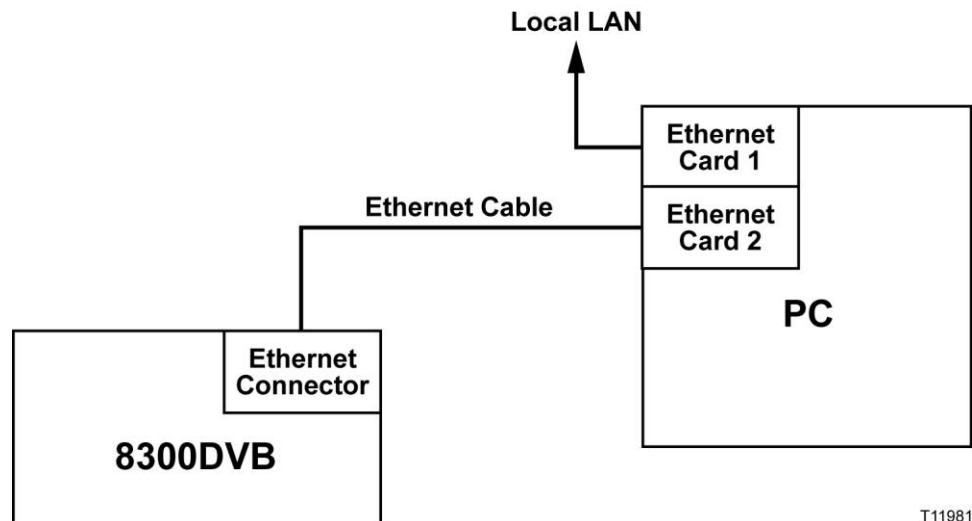 Local LAN
Ethernet
Card 1
Ethernet Cable
Ethernet
Card 2
PC
Ethernet
Connector
8300DVB
T11981